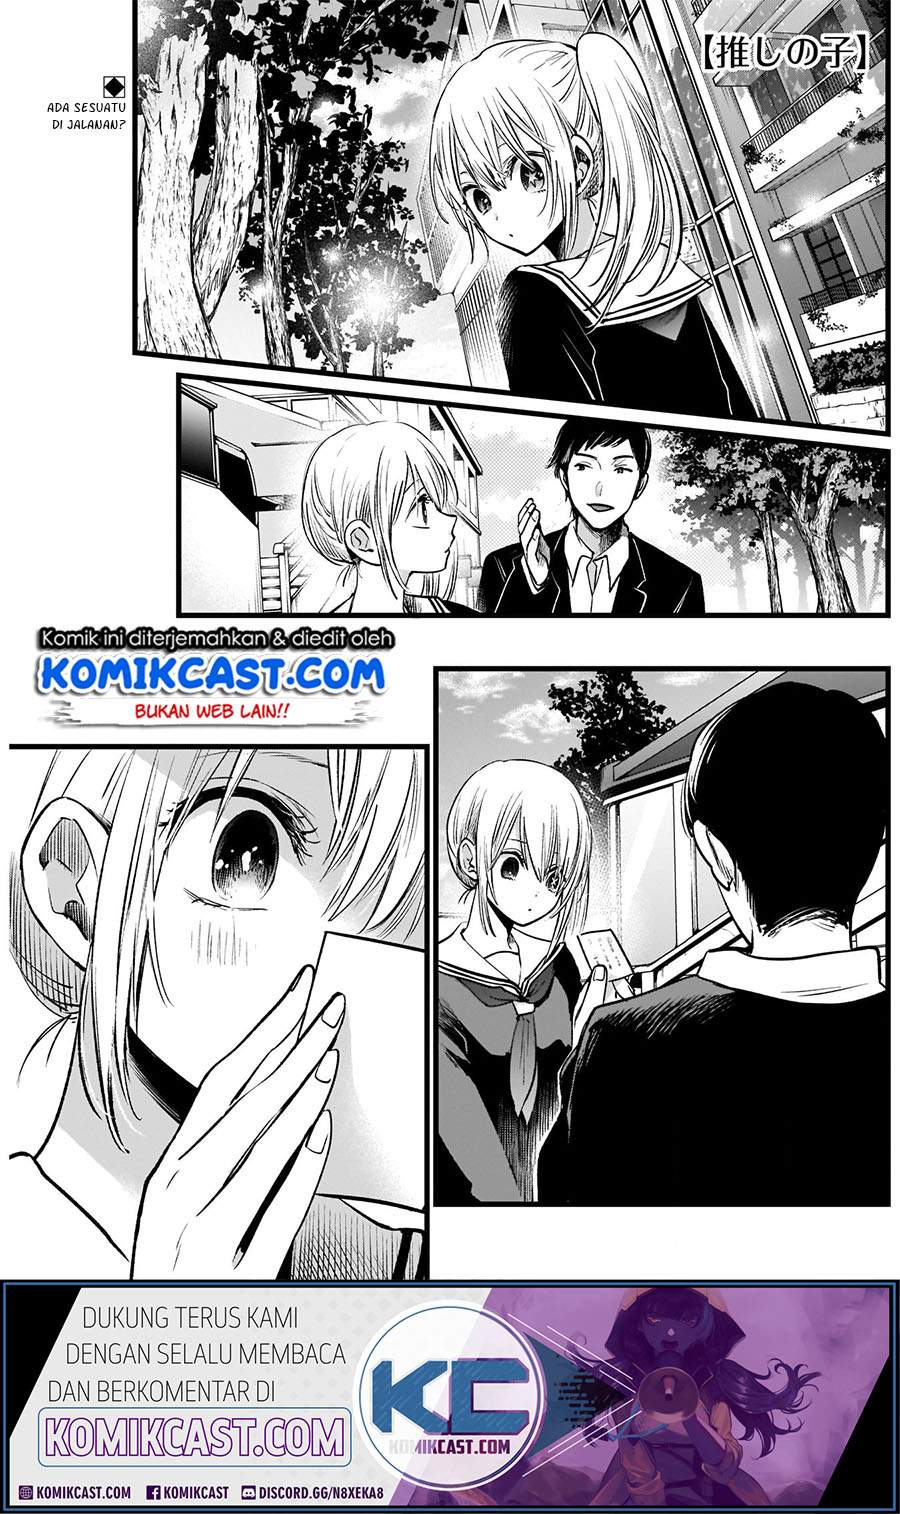 【推しの子】
ADA SESUATU
DI JALANAN?
Komik ini diterjemahkan & diedit oleh
KOMIKCAST.COM
BUKAN WEB LAIN!!
DUKUNG TERUS KAMI
DENGAN SELALU MEMBACA
DAN BERKOMENTAR DI
KOMIKCAST.COM
KC
KOMIKCAST.COM
KOMIKCAST.COM KOMIKCAST DISCORD.GG/N8XEKA8